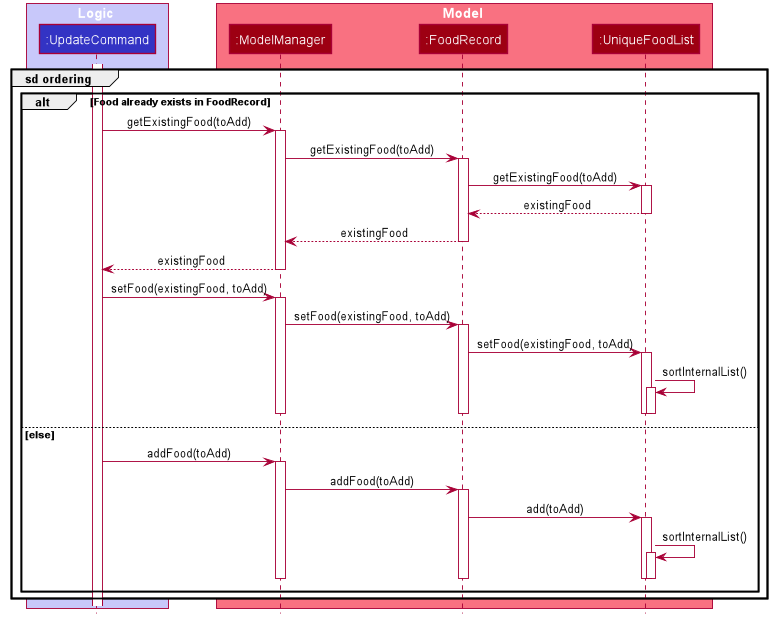 Logic
Model
:UpdateCommand
:ModelManager
:FoodRecord
:UniqueFoodList
sd ordering
alt
[Food already exists in FoodRecord]
getExistingFood(toAdd)
getExistingFood(toAdd)
getExistingFood(toAdd)
existingFood
existingFood
existingFood
setFood(existingFood, toAdd)
setFood(existingFood, toAdd)
setFood(existingFood, toAdd)
sortInternalList()
[else]
addFood(toAdd)
addFood(toAdd)
add(toAdd)
sortInternalList()